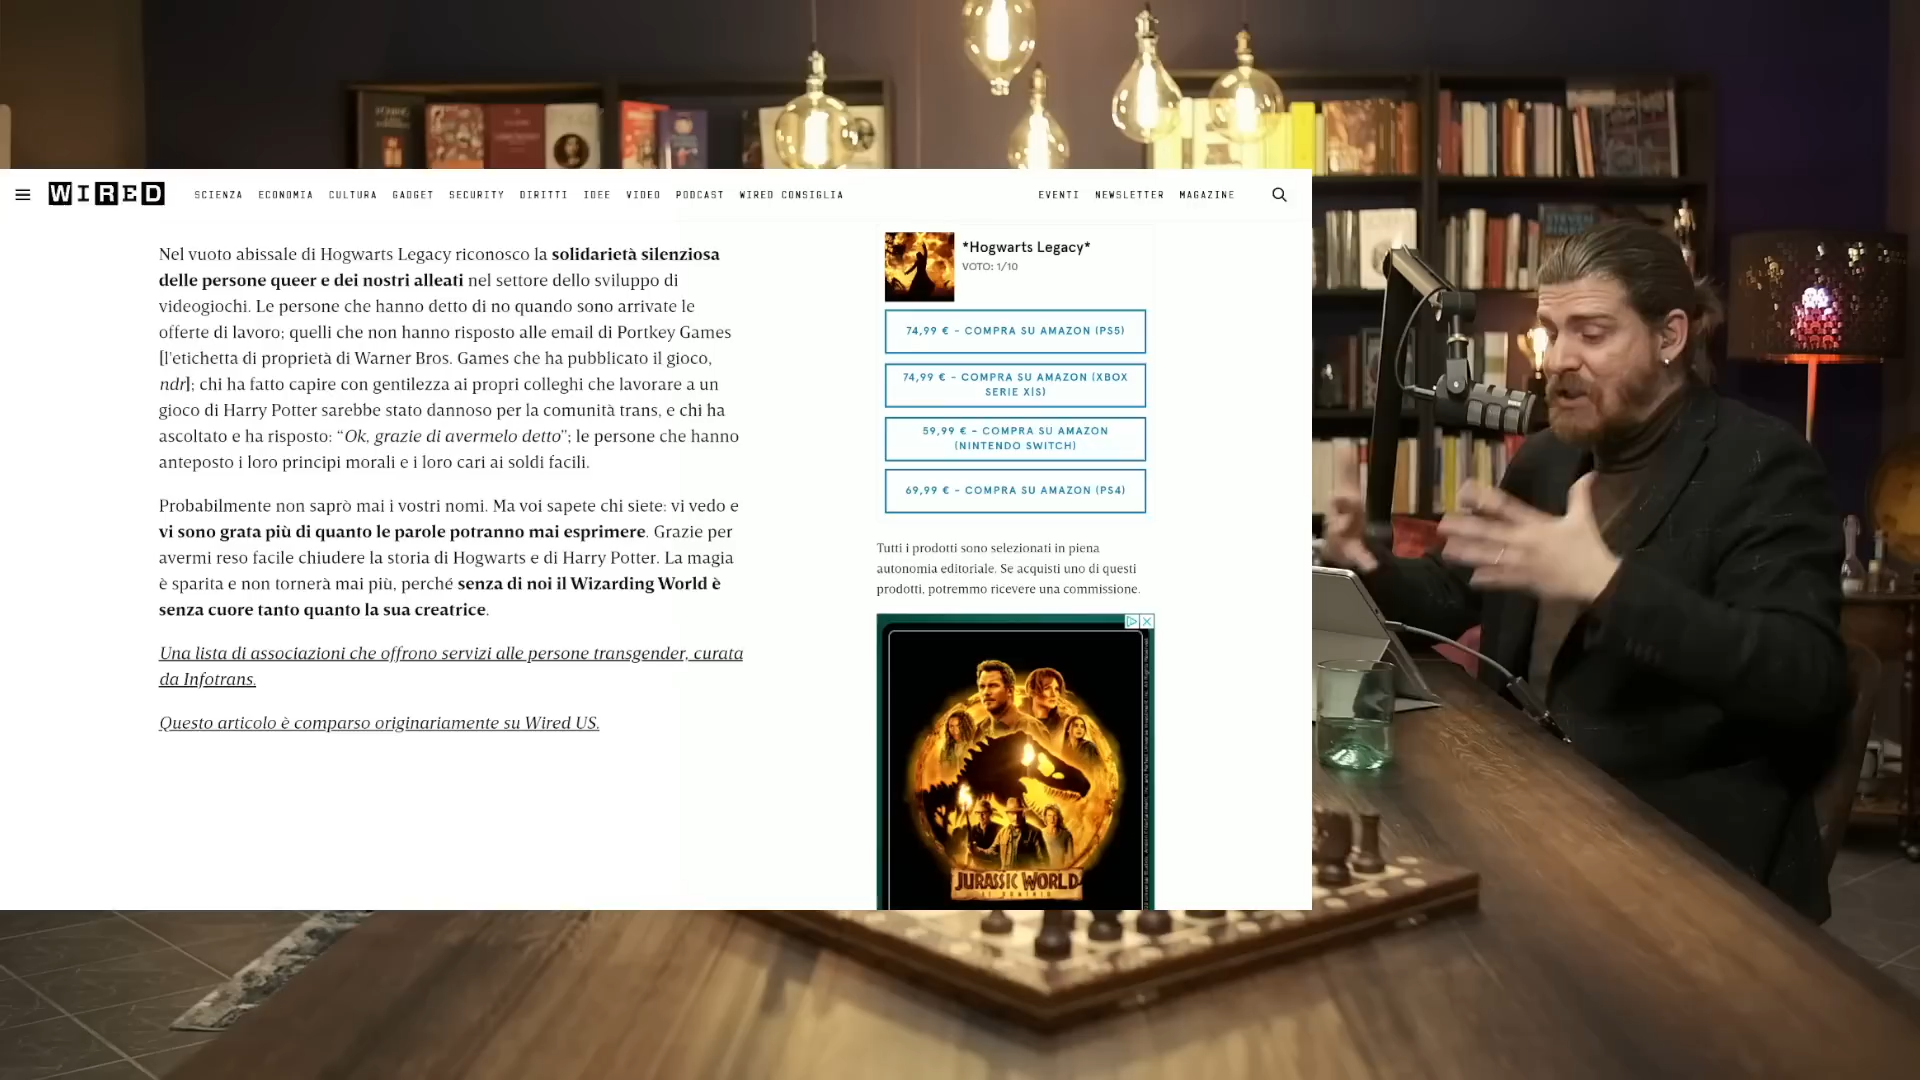 WIRED
SCIENZA ECONOMIA CULTURA GADGET SECURITY DIRITTI IDEE VIDEO PODCAST WIRED CONSIGLIA
EVENTI NEWSLETTER MAGAZINE
Nel vuoto abissale di Hogwarts Legacy riconosco la solidarietà silenziosa
delle persone queer e dei nostri alleati nel settore dello sviluppo di
videogiochi. Le persone che hanno detto di no quando sono arrivate le
offerte di lavoro; quelli che non hanno risposto alle email di Portkey Games
[l'etichetta di proprietà di Warner Bros. Games che ha pubblicato il gioco,
ndr]; chi ha fatto capire con gentilezza ai propri colleghi che lavorare a un
gioco di Harry Potter sarebbe stato dannoso per la comunità trans, e chi ha
ascoltato e ha risposto: “Ok, grazie di avermelo detto”; le persone che hanno
anteposto i loro principi morali e i loro cari ai soldi facili.
Probabilmente non saprò mai i vostri nomi. Ma voi sapete chi siete: vi vedo e
vi sono grata più di quanto le parole potranno mai esprimere. Grazie per
avermi reso facile chiudere la storia di Hogwarts e di Harry Potter. La magia
è sparita e non tornerà mai più, perché senza di noi il Wizarding World è
senza cuore tanto quanto la sua creatrice.
Una lista di associazioni che offrono servizi alle persone transgender, curata
da Infotrans.
Questo articolo è comparso originariamente su Wired US.
*Hogwarts Legacy*
VOTO: 1/10
74,99 € - COMPRA SU AMAZON (PS5)
74,99 € - COMPRA SU AMAZON (XBOX
SERIE X|S)
59,99 € - COMPRA SU AMAZON
(NINTENDO SWITCH)
69,99 € - COMPRA SU AMAZON (PS4)
Tutti i prodotti sono selezionati in piena
autonomia editoriale. Se acquisti uno di questi
prodotti, potremmo ricevere una commissione.
JURASSIC WORLD